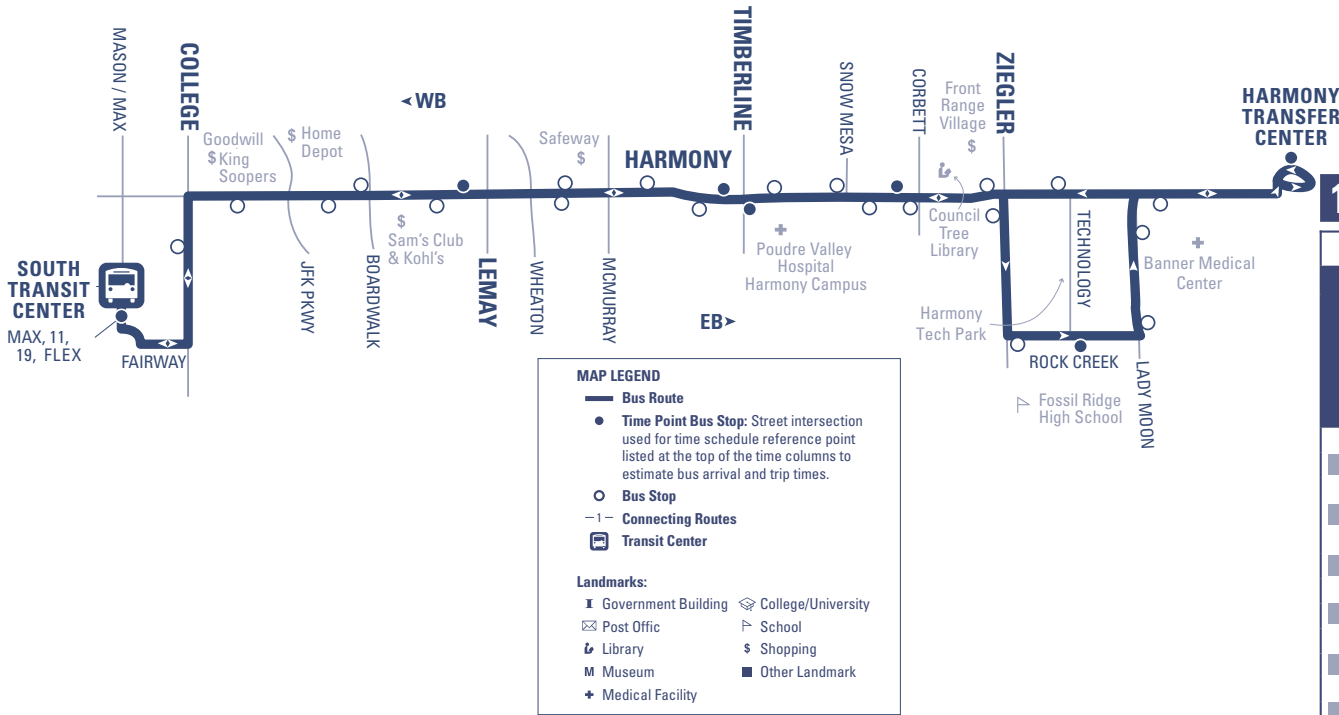 MASON / MAX
COLLEGE
◄WB
TIMBERLINE
SNOW MESA
CORBETT
Front
Range
Village
$
ZIEGLER
HARMONY
TRANSFER
CENTER
Goodwill
$ King
Soopers
$ Home
Depot
Safeway
$
HARMONY
1
$
Sam's Club
& Kohl's
Council
Tree
Library
Poudre Valley
Hospital
Harmony Campus
Banner Medical
Center
SOUTH
TRANSIT
CENTER
MAX, 11,
19, FLEX
FAIRWAY
JFK PKWY
BOARDWALK
LEMAY
WHEATON
MCMURRAY
EB►
TECHNOLOGY
Harmony
Tech Park
ROCK CREEK
LADY MOON
Fossil Ridge
High School
MAP LEGEND
Bus Route
Time Point Bus Stop: Street intersection
used for time schedule reference point
listed at the top of the time columns to
estimate bus arrival and trip times.
Bus Stop
–1– Connecting Routes
Transit Center
Landmarks:
Government Building
College/University
Post Offic
School
Library
$ Shopping
M Museum
Other Landmark
Medical Facility